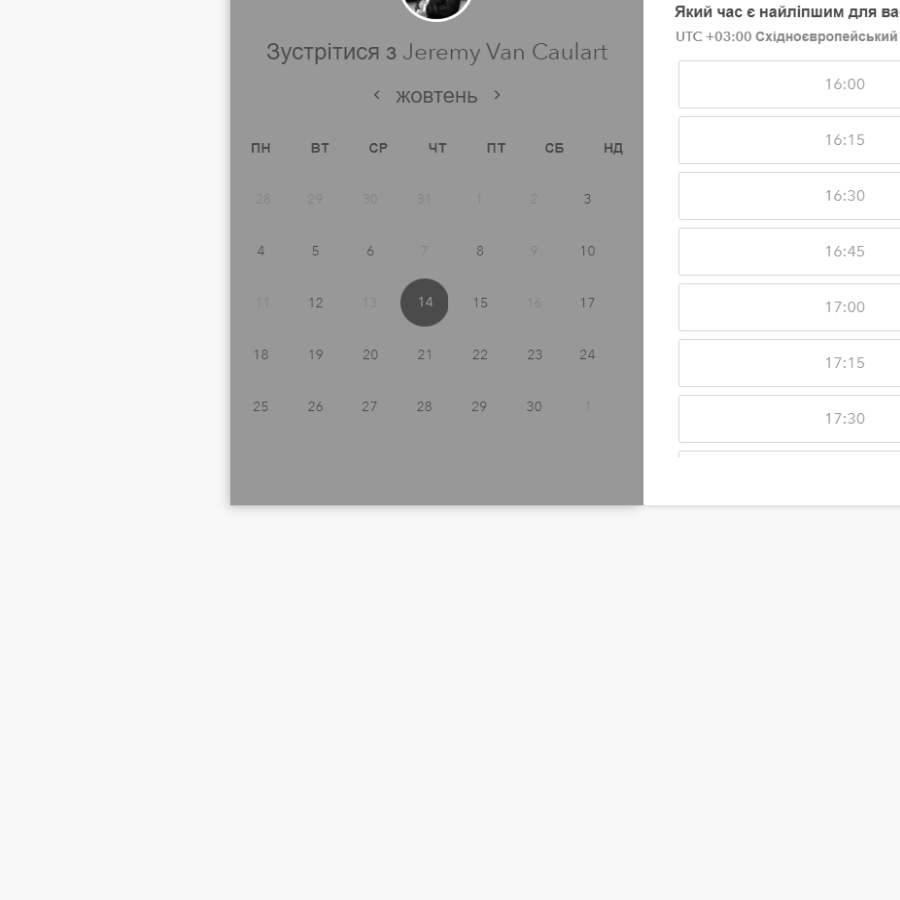 Зустрітися з Jeremy Van Caulart
жовтень
ПН ВТ СР ЧТ ПТ СБ НД
28 29 30 31 1 2 3
4 5 6 7 8 9 10
11 12 13 14 15 16 17
18 19 20 21 22 23 24
25 26 27 28 29 30 1
Який час є найліпшим для ва
UTC +03:00 Східноєвропейський
16:00
16:15
16:30
16:45
17:00
17:15
17:30